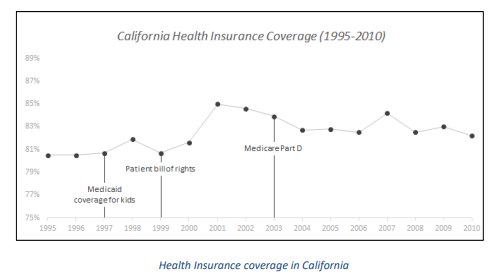 California Health Insurance Coverage (1995-2010)
89%
87%
85%
83%
81%
79%
77%
75%
Medicare Part D
Patient bill of rights
Medicaid
coverage for kids
1995 1996 1997 1998 1999 2000 2001 2002 2003 2004 2005 2006 2007 2008 2009 2010
Health Insurance coverage in California